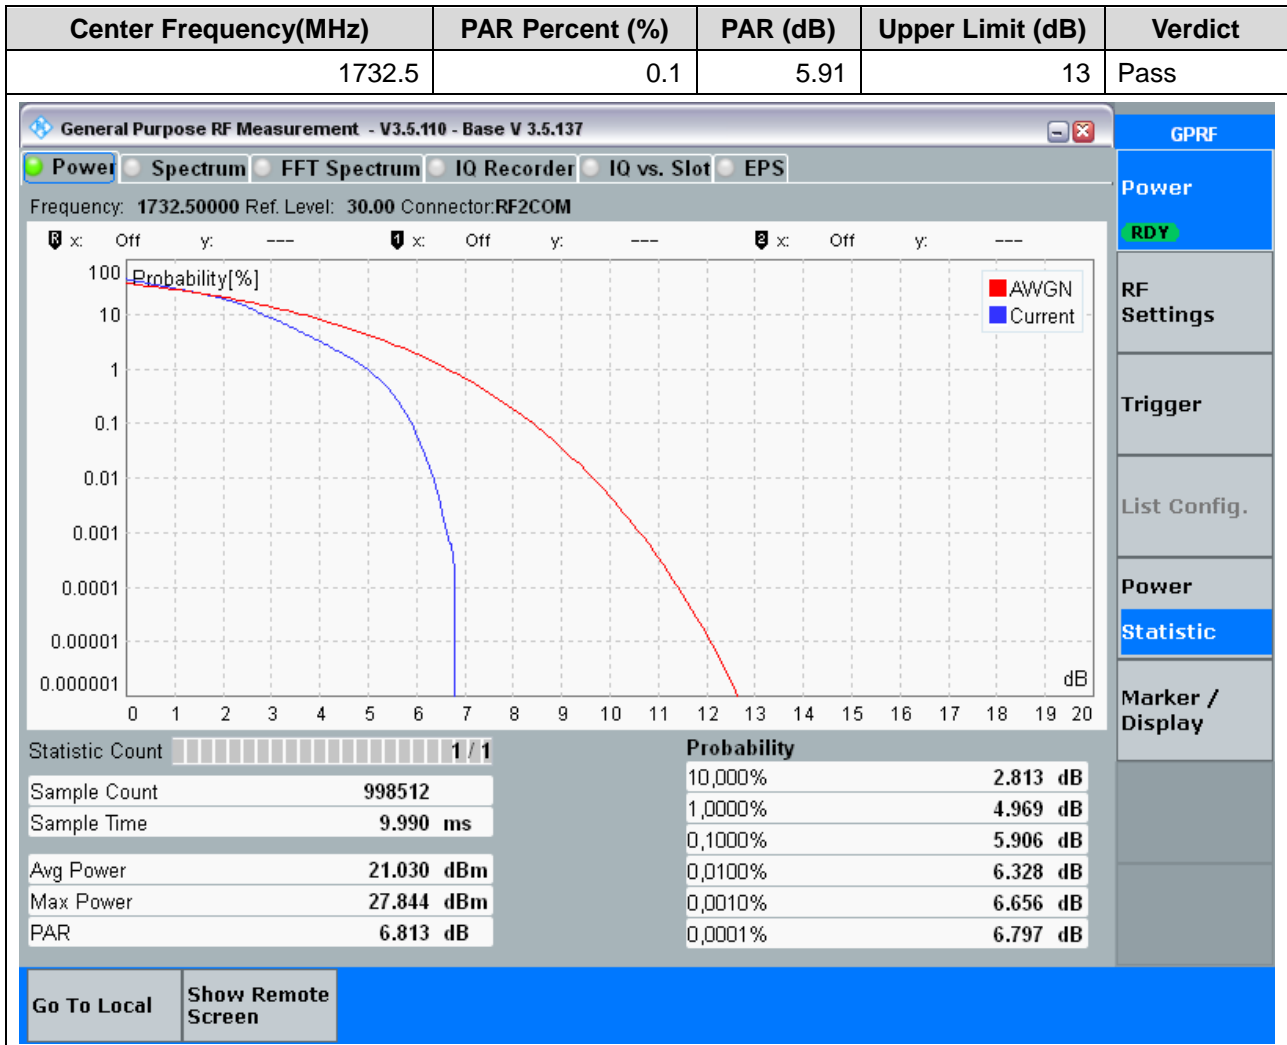 Center Frequency(MHz) PAR Percent (%) PAR (dB) Upper Limit (dB) Verdict
1732.5 0.1 5.91 13 Pass
General Purpose RF Measurement - V3.5.110 - Base V 3.5.137
GPRF
Power Spectrum FFT Spectrum IQ Recorder IQ vs. Slot EPS
Power
RDY
Frequency: 1732.50000 Ref. Level: 30.00 Connector:RF2COM
R x: Off y: --- 1 x: Off y: --- 2 x: Off y: ---
Probability[%]
AWGN
Current
100
10
1
0.1
0.01
0.001
0.0001
0.00001
0.000001
dB
0 1 2 3 4 5 6 7 8 9 10 11 12 13 14 15 16 17 18 19 20
RF
Settings
Trigger
List Config.
Power
Statistic
Marker /
Display
Statistic Count 1 / 1
Sample Count 998512
Sample Time 9.990 ms
Avg Power 21.030 dBm
Max Power 27.844 dBm
PAR 6.813 dB
Probability
10,000% 2.813 dB
1,0000% 4.969 dB
0,1000% 5.906 dB
0,0100% 6.328 dB
0,0010% 6.656 dB
0,0001% 6.797 dB
Go To Local
Show Remote
Screen